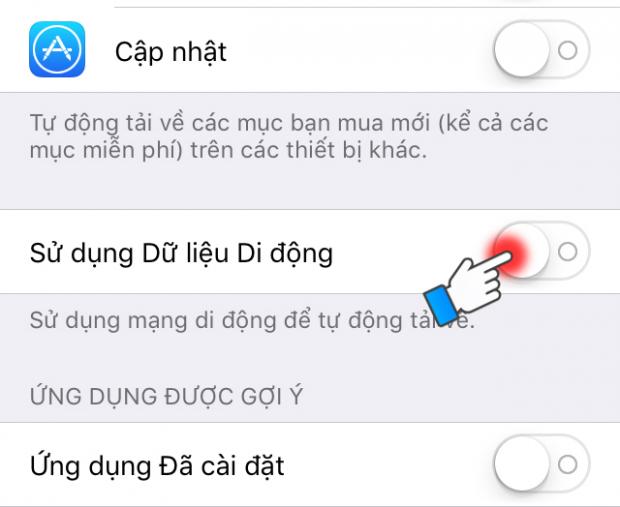 Cập nhật
Tự động tải về các mục bạn mua mới (kể cả các
mục miễn phí) trên các thiết bị khác.
Sử dụng Dữ liệu Di động
Sử dụng mạng di động để tự động tải về.
ỨNG DỤNG ĐƯỢC GỢI Ý
Ứng dụng Đã cài đặt